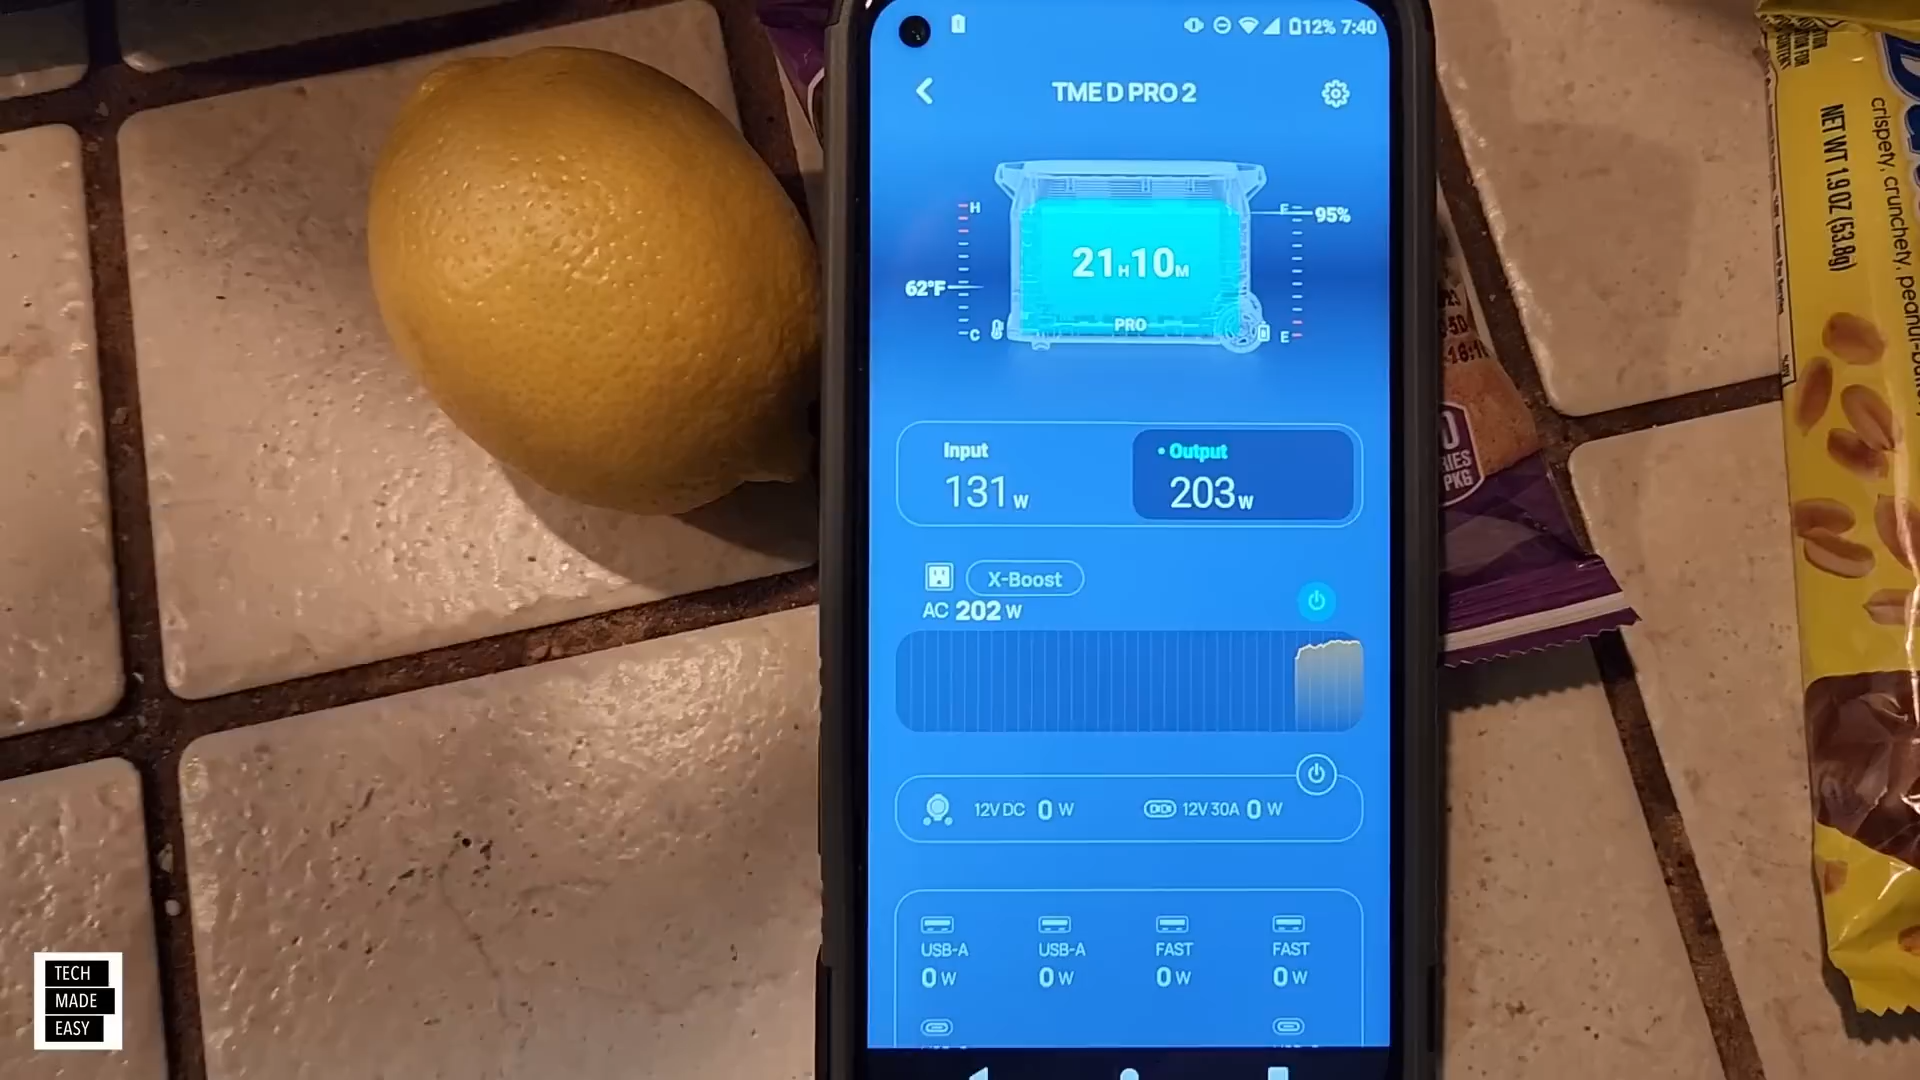 12% 7:40
TME D PRO 2
H
F
95%
21H10M
62°F
C
PRO
E
Input
Output
131W
203W
X-Boost
AC 202 W
12V DC 0 W
12V 30A 0 W
USB-A
USB-A
FAST
FAST
0 W
0 W
0 W
0 W
NET WT 1.9 OZ (53.8g)
crispety, crunchety, peanut-
TECH
MADE
EASY